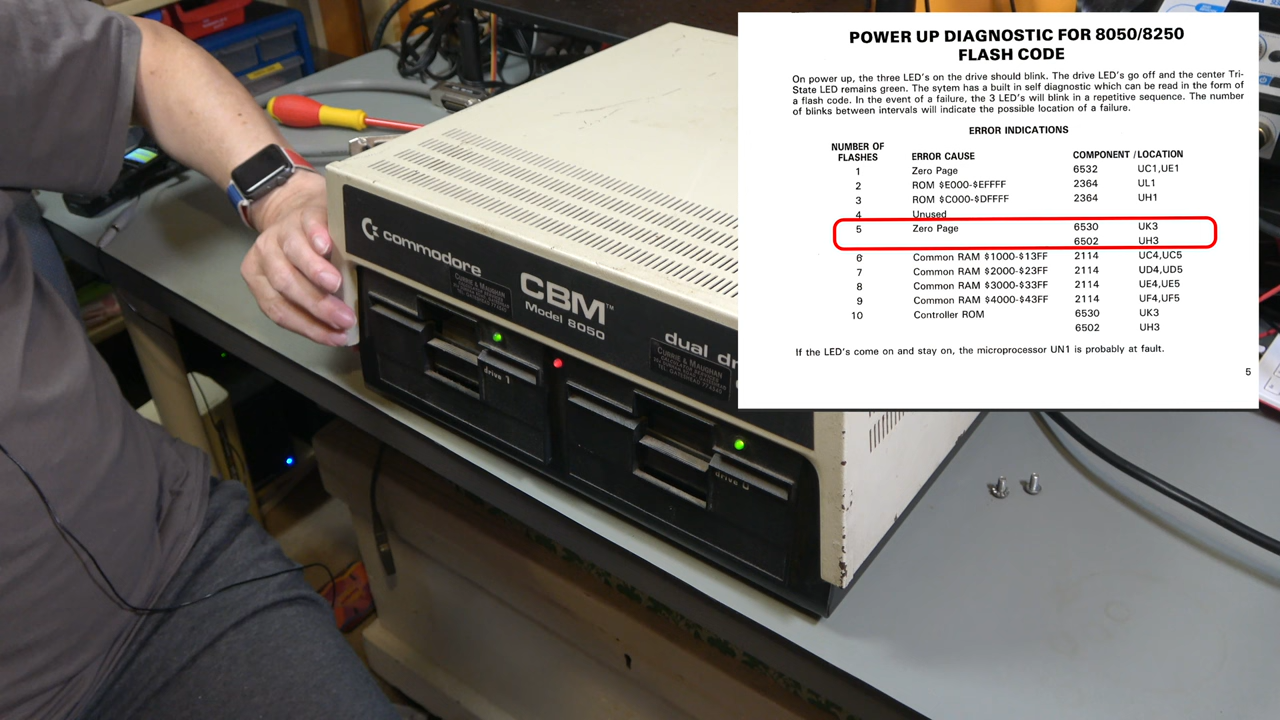 POWER UP DIAGNOSTIC FOR 8050/8250
FLASH CODE
On power up, the three LED's on the drive should blink. The drive LED's go off and the center Tri-
State LED remains green. The sytem has a built in self diagnostic which can be read in the form of
a flash code. In the event of a failure, the 3 LED's will blink in a repetitive sequence. The number
of blinks between intervals will indicate the possible location of a failure.
ERROR INDICATIONS
NUMBER OF
FLASHES ERROR CAUSE COMPONENT / LOCATION
1 Zero Page 6532 UC1,UE1
2 ROM $E000-$EFFFF 2364 UL1
3 ROM $C000-$DFFFF 2364 UH1
4 Unused
5 Zero Page 6530 UK3
6502 UH3
6 Common RAM $1000-$13FF 2114 UC4,UC5
7 Common RAM $2000-$23FF 2114 UD4,UD5
8 Common RAM $3000-$33FF 2114 UE4,UE5
9 Common RAM $4000-$43FF 2114 UF4,UF5
10 Controller ROM 6530 UK3
6502 UH3
If the LED's come on and stay on, the microprocessor UN1 is probably at fault.
5
commodore
CBM™
Model 8050
dual
CURRIE & MAUGHAN
CURRIE & MAUGHAN
drive 1
drive 0